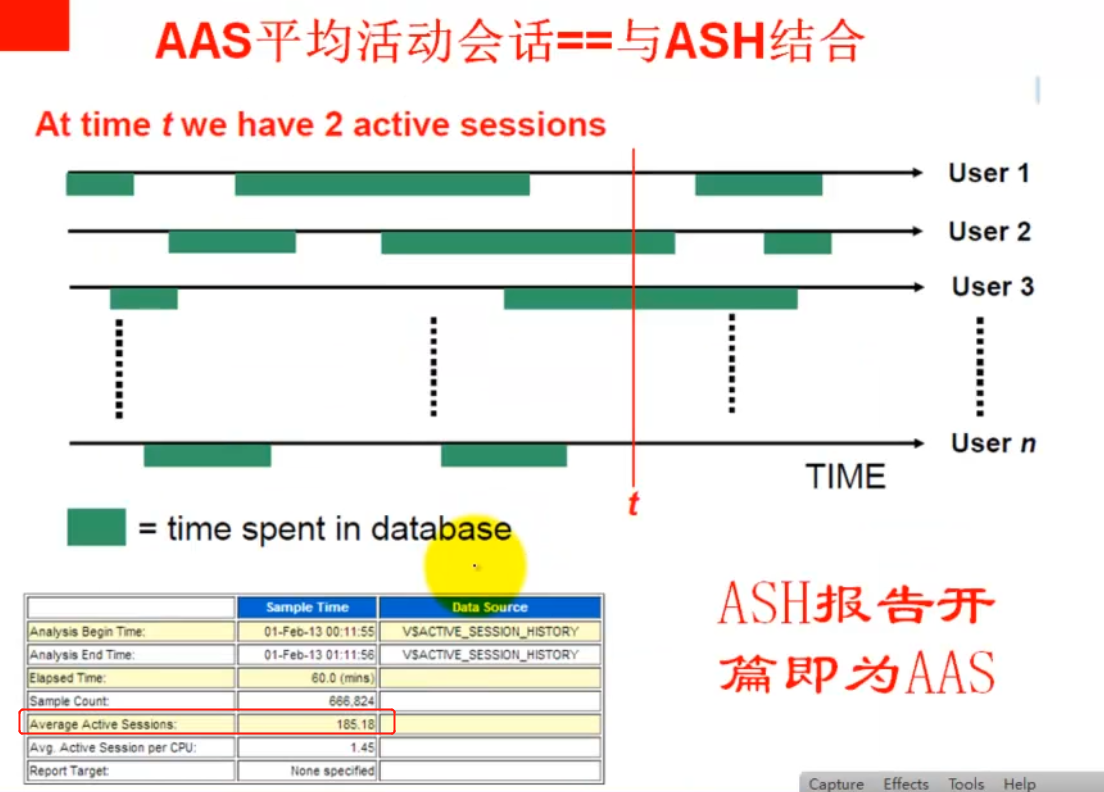 AAS平均活动会话==与ASH结合
At time t we have 2 active sessions
User 1
User 2
User 3
User n
TIME
t
= time spent in database
Sample Time Data Source
Analysis Begin Time: 01-Feb-13 00:11:55 V$ACTIVE_SESSION_HISTORY
Analysis End Time: 01-Feb-13 01:11:56 V$ACTIVE_SESSION_HISTORY
Elapsed Time: 60.0 (mins)
Sample Count: 666,824
Average Active Sessions: 185.18
Avg. Active Session per CPU: 1.45
Report Target: None specified
ASH报告开
篇即为AAS
Capture Effects Tools Help